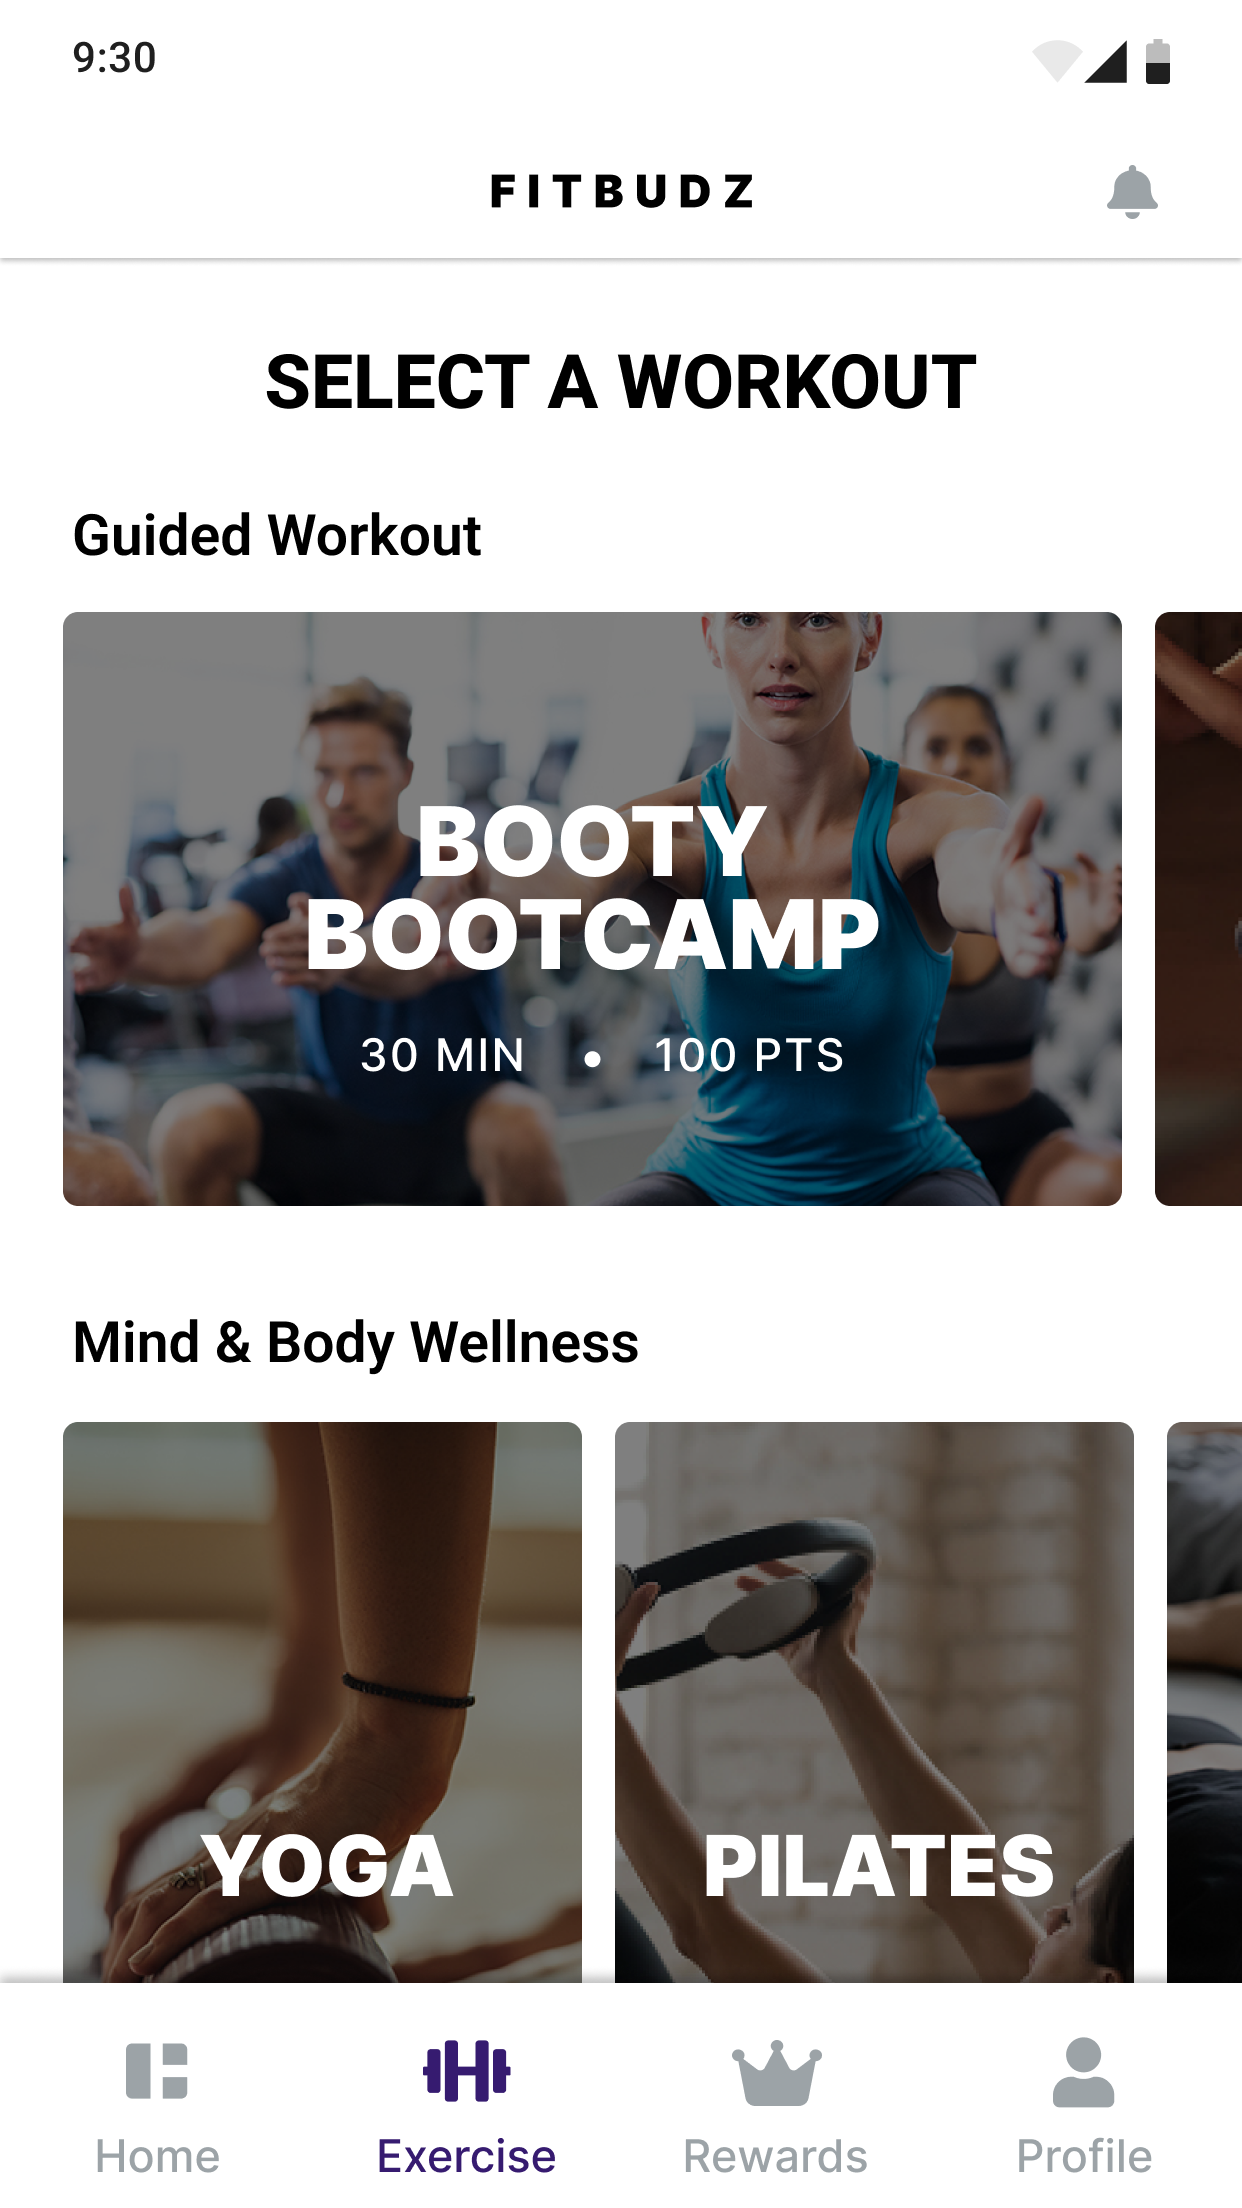 9:30
FITBUDZ
SELECT A WORKOUT
Guided Workout
BOOTY
BOOTCAMP
30 MIN • 100 PTS
Mind & Body Wellness
YOGA
PILATES
Home
Exercise
Rewards
Profile